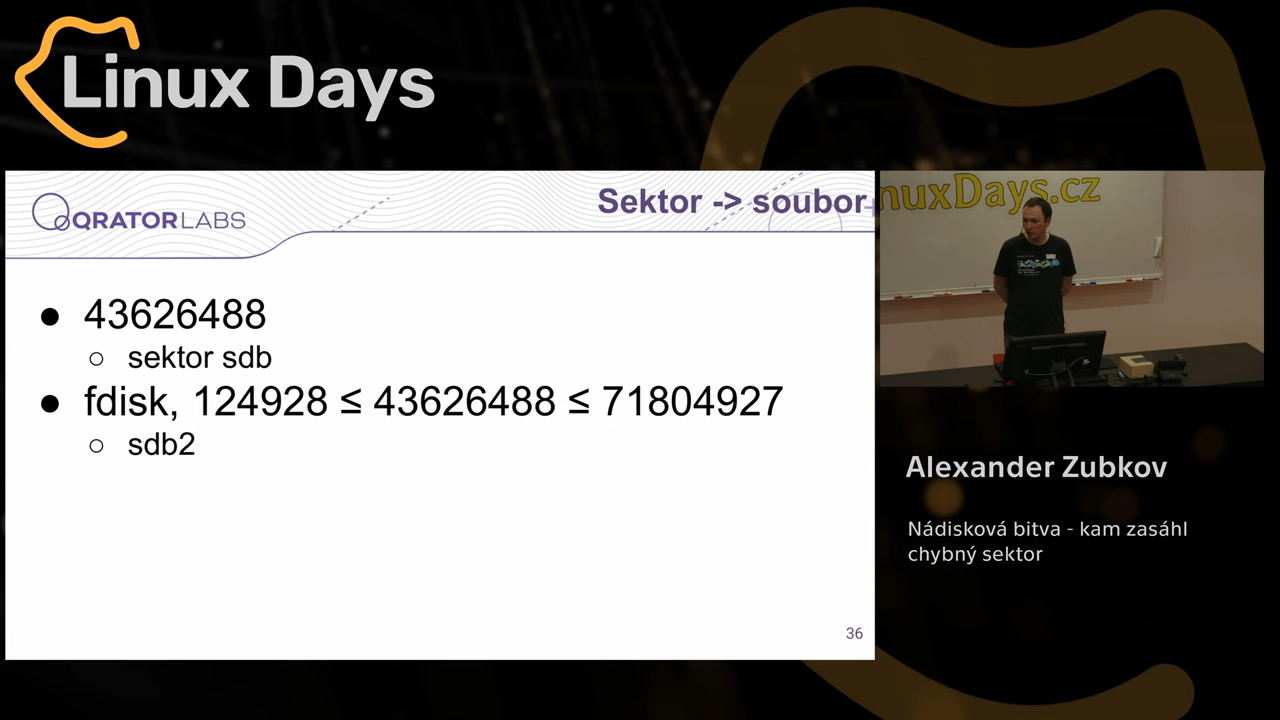 Linux Days
QRATORLABS
Sektor -> soubor
nuxDays.cz
● 43626488
○ sektor sdb
● fdisk, 124928 ≤ 43626488 ≤ 71804927
○ sdb2
36
Alexander Zubkov
Nádisková bitva - kam zasáhl
chybný sektor